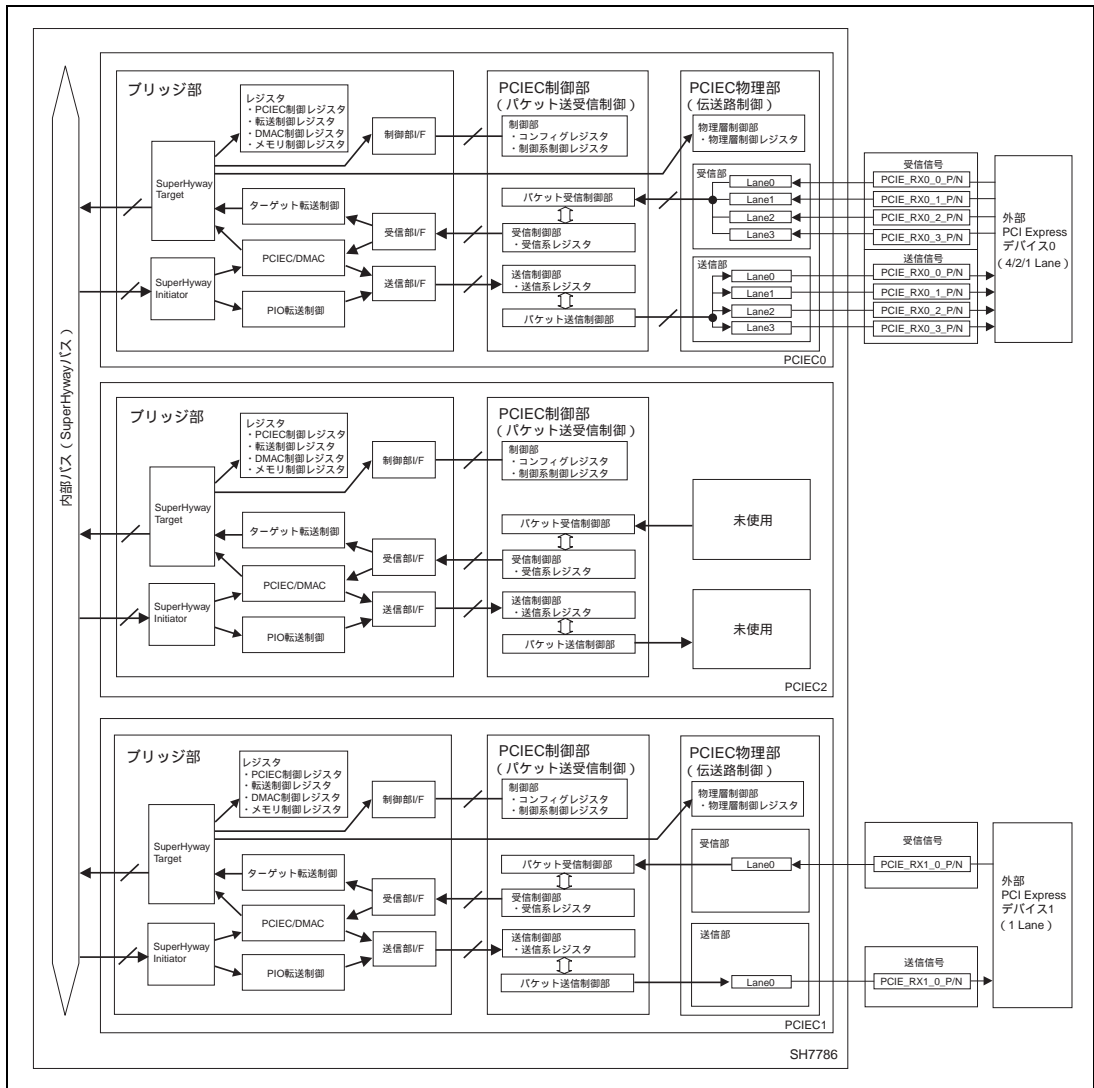 内部バス（SuperHywayバス）
ブリッジ部
レジスタ
・PCIEC制御レジスタ
・転送制御レジスタ
・DMAC制御レジスタ
・メモリ制御レジスタ
制御部I/F
SuperHyway
Target
ターゲット転送制御
受信部I/F
PCIEC/DMAC
SuperHyway
Initiator
送信部I/F
PIO転送制御
PCIEC制御部
（パケット送受信制御）
制御部
・コンフィグレジスタ
・制御系制御レジスタ
パケット受信制御部
受信制御部
・受信系レジスタ
送信制御部
・送信系レジスタ
パケット送信制御部
PCIEC物理部
（伝送路制御）
物理層制御部
・物理層制御レジスタ
受信部
Lane0
Lane1
Lane2
Lane3
送信部
Lane0
Lane1
Lane2
Lane3
PCIEC0
受信信号
PCIE_RX0_0_P/N
PCIE_RX0_1_P/N
PCIE_RX0_2_P/N
PCIE_RX0_3_P/N
送信信号
PCIE_RX0_0_P/N
PCIE_RX0_1_P/N
PCIE_RX0_2_P/N
PCIE_RX0_3_P/N
外部
PCI Express
デバイス0
（4/2/1 Lane）
ブリッジ部
レジスタ
・PCIEC制御レジスタ
・転送制御レジスタ
・DMAC制御レジスタ
・メモリ制御レジスタ
制御部I/F
SuperHyway
Target
ターゲット転送制御
受信部I/F
PCIEC/DMAC
SuperHyway
Initiator
送信部I/F
PIO転送制御
PCIEC制御部
（パケット送受信制御）
制御部
・コンフィグレジスタ
・制御系制御レジスタ
パケット受信制御部
受信制御部
・受信系レジスタ
送信制御部
・送信系レジスタ
パケット送信制御部
未使用
未使用
PCIEC2
ブリッジ部
レジスタ
・PCIEC制御レジスタ
・転送制御レジスタ
・DMAC制御レジスタ
・メモリ制御レジスタ
制御部I/F
SuperHyway
Target
ターゲット転送制御
受信部I/F
PCIEC/DMAC
SuperHyway
Initiator
送信部I/F
PIO転送制御
PCIEC制御部
（パケット送受信制御）
制御部
・コンフィグレジスタ
・制御系制御レジスタ
パケット受信制御部
受信制御部
・受信系レジスタ
送信制御部
・送信系レジスタ
パケット送信制御部
PCIEC物理部
（伝送路制御）
物理層制御部
・物理層制御レジスタ
受信部
Lane0
送信部
Lane0
PCIEC1
受信信号
PCIE_RX1_0_P/N
送信信号
PCIE_RX1_0_P/N
外部
PCI Express
デバイス1
（1 Lane）
SH7786